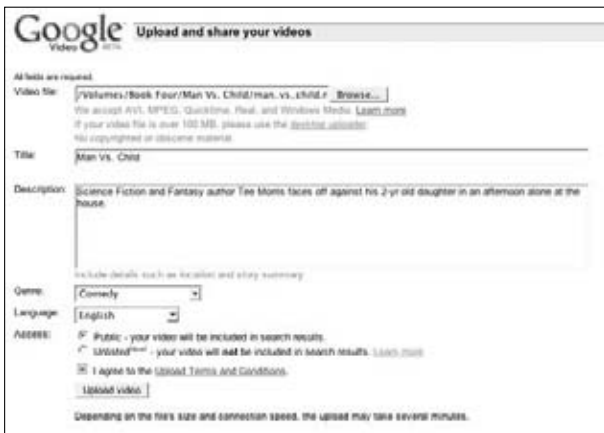 Google Video BETA
Upload and share your videos
All fields are required.
Video file: /Volumes/Book Four/Man Vs. Child/man_vs_child.r Browse...
We accept AVI, MPEG, Quicktime, Real, and Windows Media. Learn more
If your video file is over 100 MB, please use the desktop uploader.
No copyrighted or obscene material.
Title: Man Vs. Child
Description: Science Fiction and Fantasy author Tee Morris faces off against his 2-yr old daughter in an afternoon alone at the
house.
Include details such as location and story summary
Genre: Comedy
Language: English
Access: Public - your video will be included in search results.
Unlisted - your video will not be included in search results. Learn more
I agree to the Upload Terms and Conditions.
Upload video
Depending on the file's size and connection speed, the upload may take several minutes.